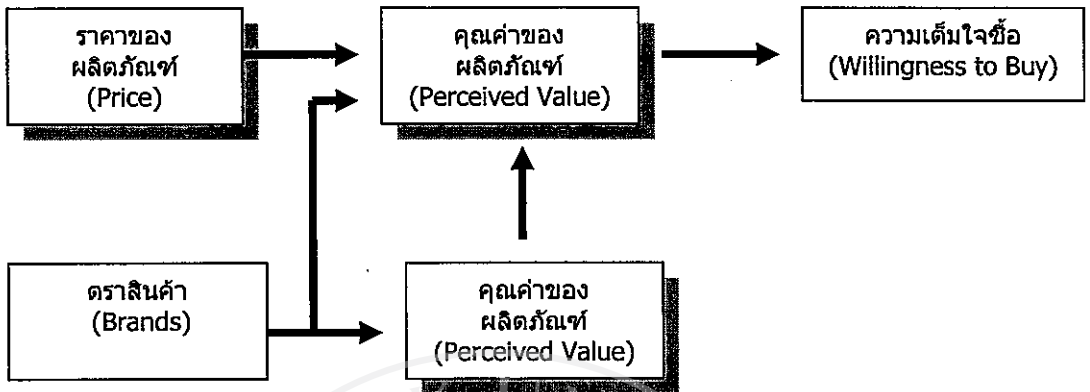 ราคาของ
ผลิตภัณฑ์
(Price)
คุณค่าของ
ผลิตภัณฑ์
(Perceived Value)
ความเต็มใจซื้อ
(Willingness to Buy)
ตราสินค้า
(Brands)
คุณค่าของ
ผลิตภัณฑ์
(Perceived Value)